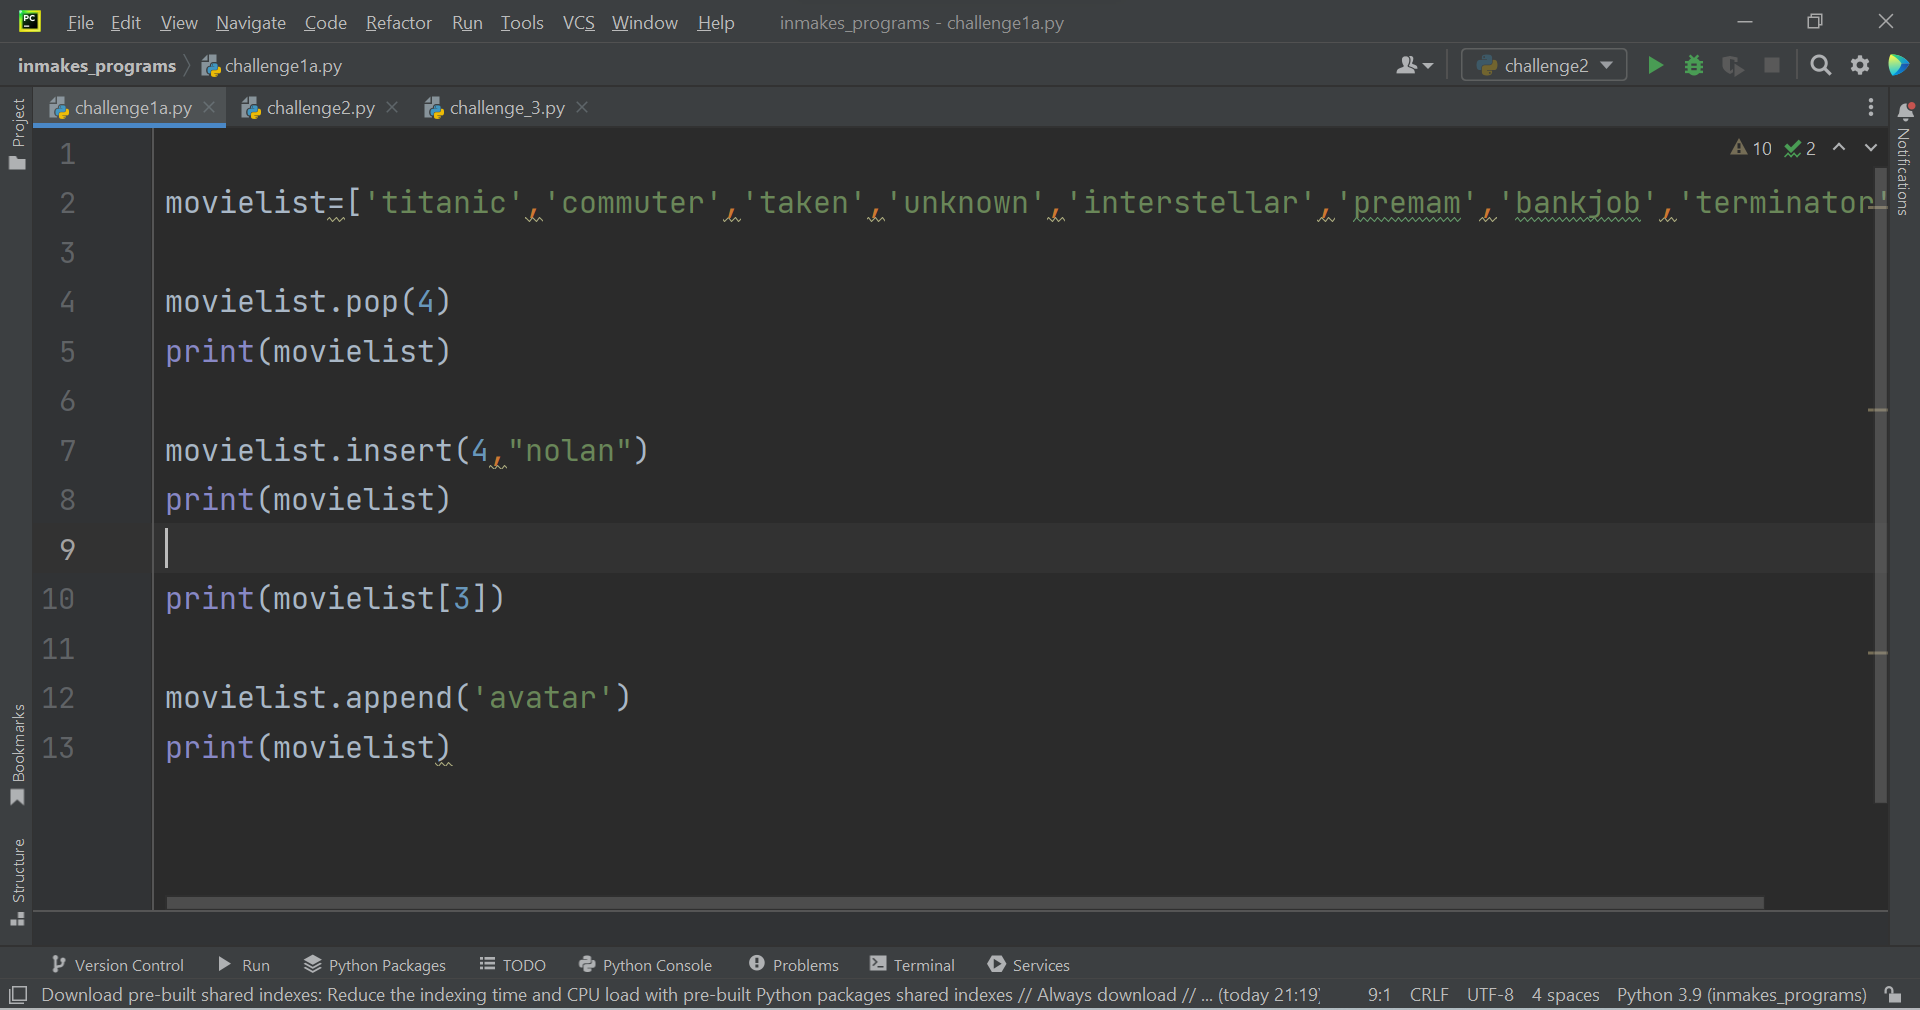 PC File Edit View Navigate Code Refactor Run Tools VCS Window Help inmakes_programs - challenge1a.py
inmakes_programs challenge1a.py challenge2
challenge1a.py challenge2.py challenge_3.py
Project
Notifications
10 2
1
2 movielist=['titanic','commuter','taken','unknown','interstellar','premam','bankjob','terminator'
3
4 movielist.pop(4)
5 print(movielist)
6
7 movielist.insert(4,"nolan")
8 print(movielist)
9
10 print(movielist[3])
11
12 movielist.append('avatar')
13 print(movielist)
Bookmarks
Structure
Version Control Run Python Packages TODO Python Console Problems Terminal Services
Download pre-built shared indexes: Reduce the indexing time and CPU load with pre-built Python packages shared indexes // Always download // ... (today 21:19) 9:1 CRLF UTF-8 4 spaces Python 3.9 (inmakes_programs)